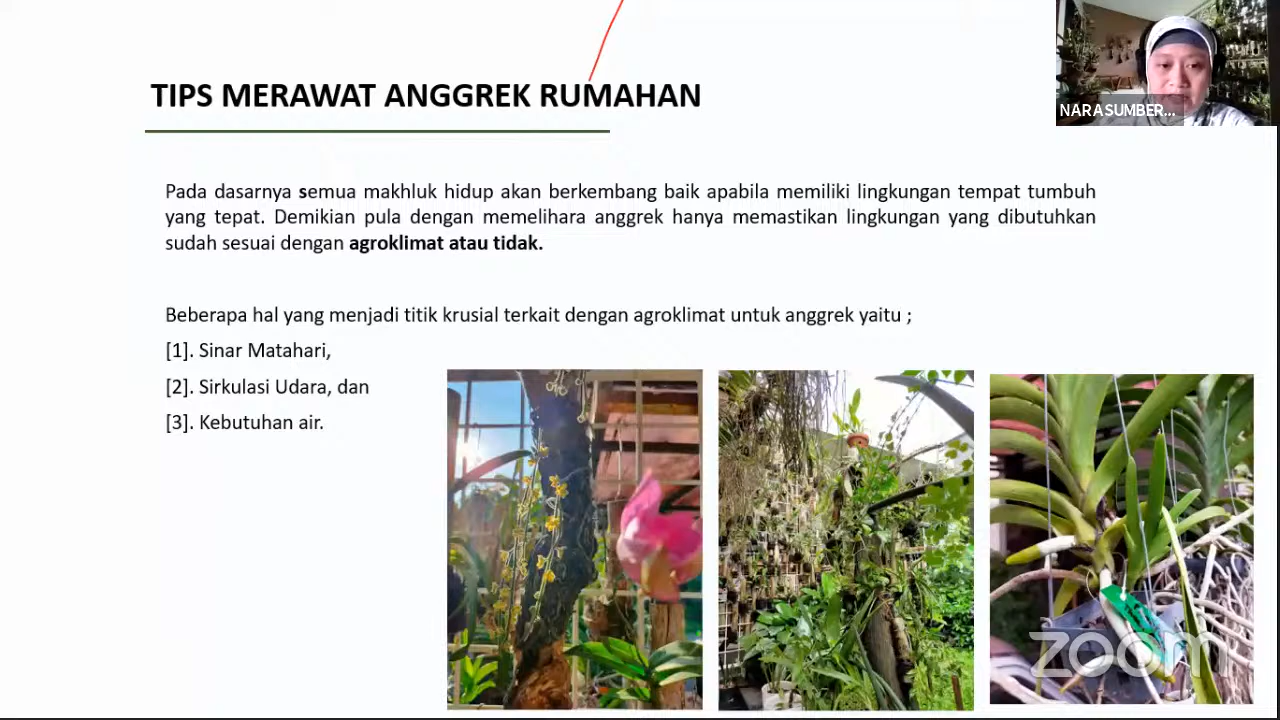 TIPS MERAWAT ANGGREK RUMAHAN
NARASUMBER...
Pada dasarnya semua makhluk hidup akan berkembang baik apabila memiliki lingkungan tempat tumbuh
yang tepat. Demikian pula dengan memelihara anggrek hanya memastikan lingkungan yang dibutuhkan
sudah sesuai dengan agroklimat atau tidak.
Beberapa hal yang menjadi titik krusial terkait dengan agroklimat untuk anggrek yaitu ;
[1]. Sinar Matahari,
[2]. Sirkulasi Udara, dan
[3]. Kebutuhan air.
zoom